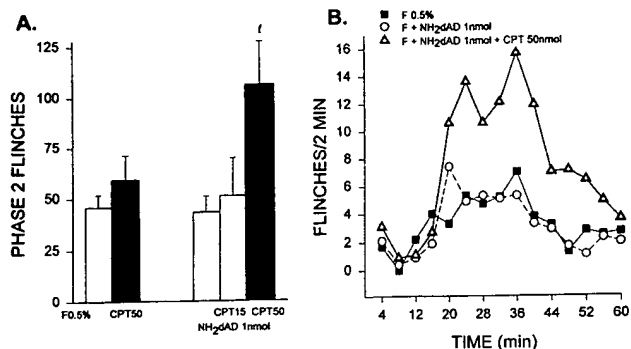 A.
PHASE 2 FLINCHES
125
100
75
50
25
0
t
F0.5%
CPT50
CPT15
CPT50
NH2dAD 1nmol
B.
F 0.5%
F + NH2dAD 1nmol
F + NH2dAD 1nmol + CPT 50nmol
FLINCHES/2 MIN
16
14
12
10
8
6
4
2
0
4
12
20
28
36
44
52
60
TIME (min)